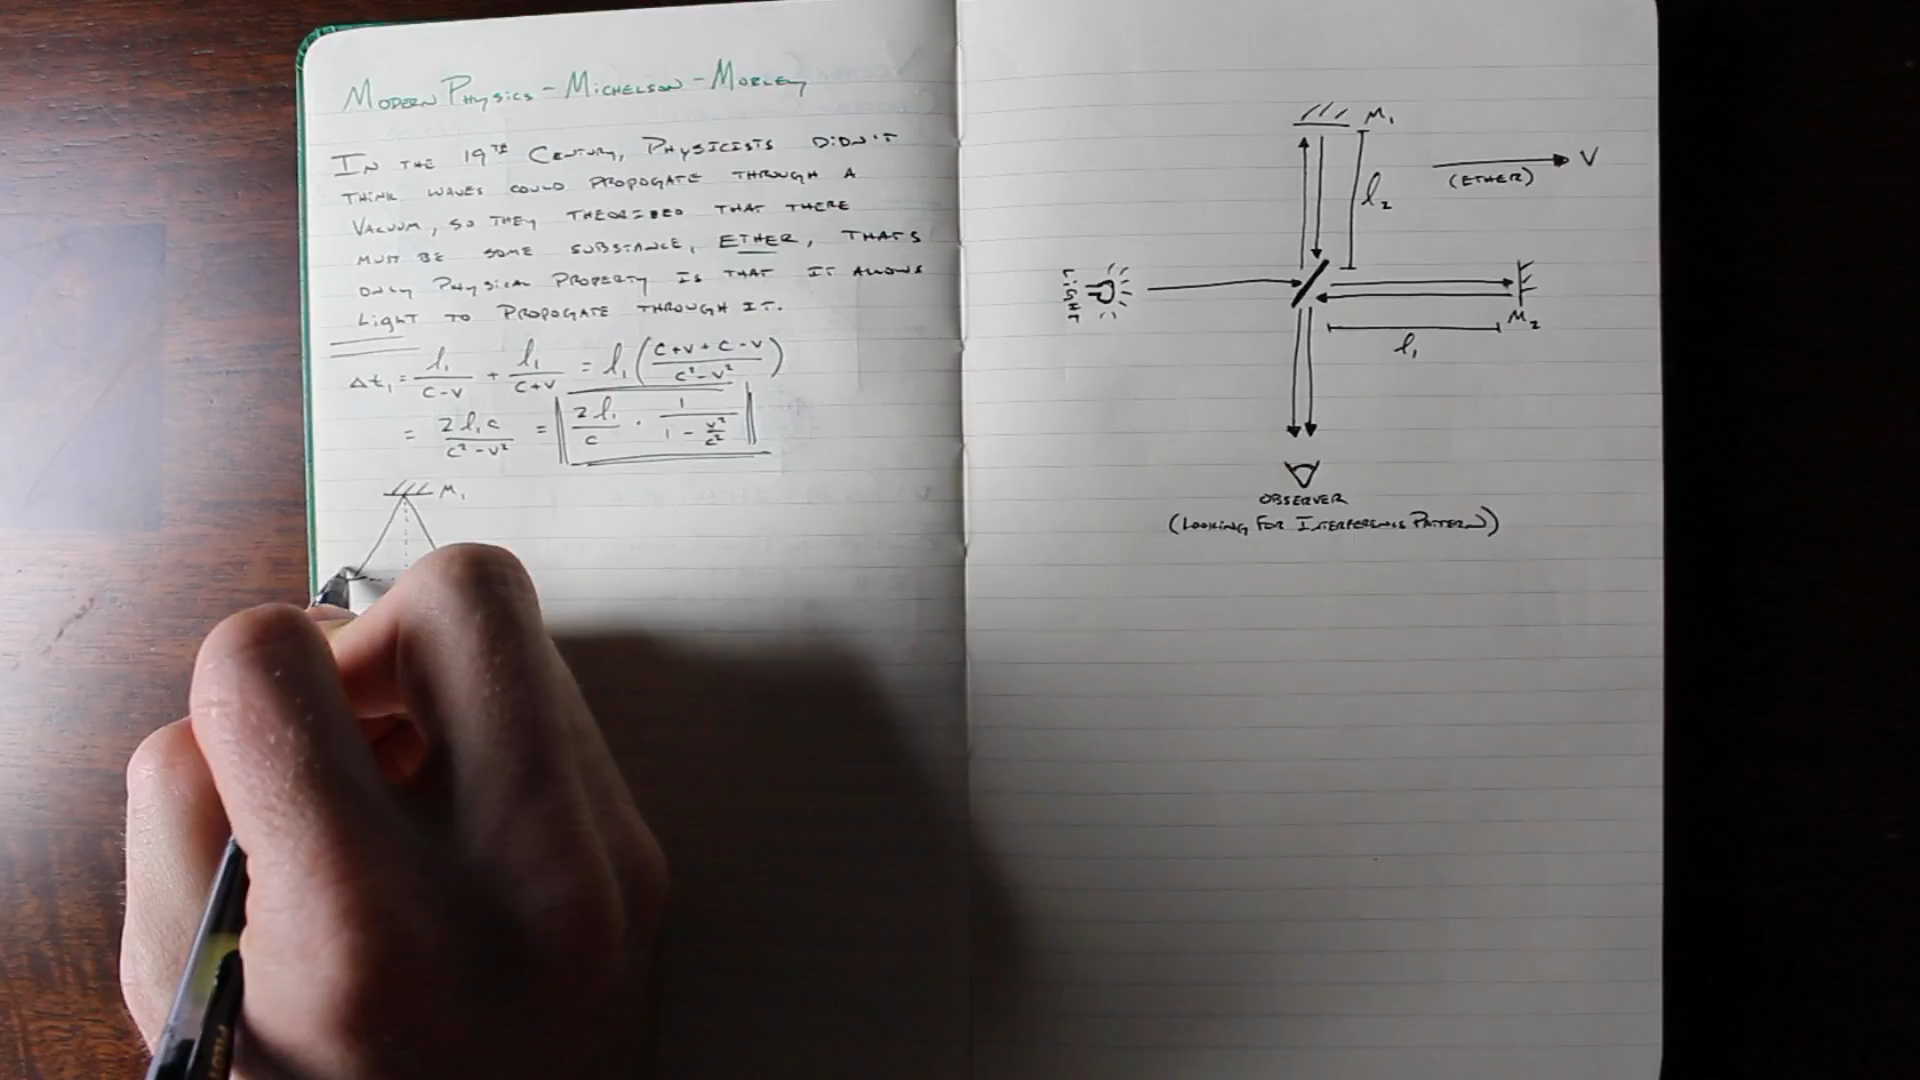 MODERN PHYSICS - MICHELSON - MORLEY
IN THE 19TH CENTURY, PHYSICISTS DIDN'T
THINK WAVES COULD PROPOGATE THROUGH A
VACUUM, SO THEY THEORIZED THAT THERE
MUST BE SOME SUBSTANCE, ETHER, THATS
ONLY PHYSICAL PROPERTY IS THAT IT ALLOWS
LIGHT TO PROPOGATE THROUGH IT.
Δt₁ = l₁/(c-v) + l₁/(c+v) = l₁((c+v+c-v)/(c²-v²))
= 2l₁c/(c²-v²) = 2l₁/c · 1/(1-v²/c²)
M₁
M₁
V
(ETHER)
l₂
LIGHT
M₂
l₁
OBSERVER
(LOOKING FOR INTERFERENCE PATTERN)